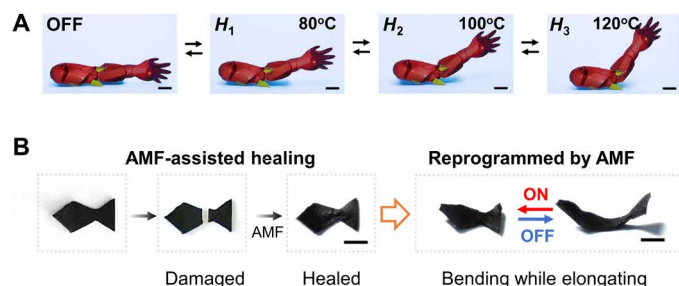 A
OFF
H1 80°C
H2 100°C
H3 120°C
B
AMF-assisted healing
Reprogrammed by AMF
AMF
ON
OFF
Damaged
Healed
Bending while elongating